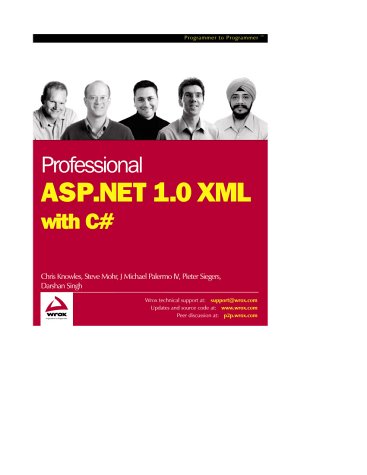 Programmer to Programmer™
Professional
ASP.NET 1.0 XML
with C#
Chris Knowles, Steve Mohr, J Michael Palermo IV, Pieter Siegers,
Darshan Singh
wrox
Wrox technical support at: support@wrox.com
Updates and source code at: www.wrox.com
Peer discussion at: p2p.wrox.com